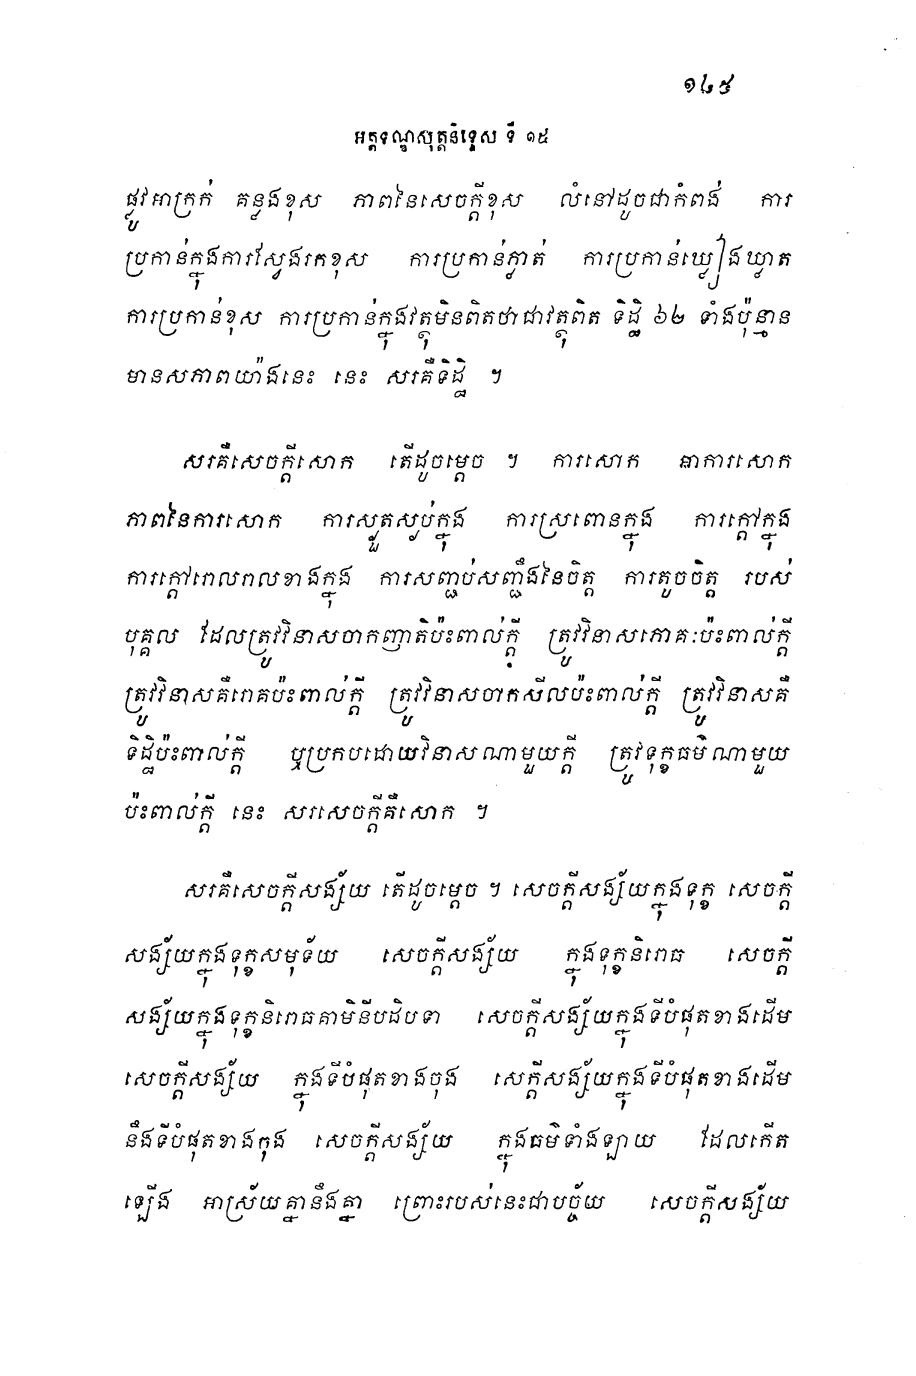 ១៨៥
អត្តទណ្ឌសុត្តនិទ្ទេស ទី ១៥
ផ្លូវអាក្រក់ គន្លងខុស ភាពនៃសេចក្តីខុស លំនៅដូចជាកំពង់ ការ
ប្រកាន់ក្នុងការស្វែងរកខុស ការប្រកាន់ភ្លាត់ ការប្រកាន់ឃ្លៀងឃ្លាត
ការប្រកាន់ខុស ការប្រកាន់ក្នុងវត្ថុមិនពិតថាជាវត្ថុពិត ទិដ្ឋិ ៦២ ទាំងប៉ុន្មាន
មានសភាពយ៉ាងនេះ នេះ សរគឺទិដ្ឋិ ។
សរគឺសេចក្តីសោក តើដូចម្តេច ។ ការសោក អាការសោក
ភាពនៃការសោក ការស្ងួតស្ងប់ក្នុង ការស្រពោនក្នុង ការក្តៅក្នុង
ការក្តៅរោលរាលខាងក្នុង ការសញ្ជប់សញ្ជឹងនៃចិត្ត ការតូចចិត្ត របស់
បុគ្គល ដែលត្រូវវិនាសចាកញាតិប៉ះពាល់ក្តី ត្រូវវិនាសភោគៈប៉ះពាល់ក្តី
ត្រូវវិនាសគឺរោគប៉ះពាល់ក្តី ត្រូវវិនាសចាកសីលប៉ះពាល់ក្តី ត្រូវវិនាសគឺ
ទិដ្ឋិប៉ះពាល់ក្តី ឬប្រកបដោយវិនាសណាមួយក្តី ត្រូវទុក្ខធម៌ណាមួយ
ប៉ះពាល់ក្តី នេះ សរសេចក្តីគឺសោក ។
សរគឺសេចក្តីសង្ស័យ តើដូចម្តេច ។ សេចក្តីសង្ស័យក្នុងទុក្ខ សេចក្តី
សង្ស័យក្នុងទុក្ខសមុទ័យ សេចក្តីសង្ស័យ ក្នុងទុក្ខនិរោធ សេចក្តី
សង្ស័យក្នុងទុក្ខនិរោធគាមិនីបដិបទា សេចក្តីសង្ស័យក្នុងទីបំផុតខាងដើម
សេចក្តីសង្ស័យ ក្នុងទីបំផុតខាងចុង សេក្តីសង្ស័យក្នុងទីបំផុតខាងដើម
នឹងទីបំផុតខាងចុង សេចក្តីសង្ស័យ ក្នុងធម៌ទាំងឡាយ ដែលកើត
ឡើង អាស្រ័យគ្នានឹងគ្នា ព្រោះរបស់នេះជាបច្ច័យ សេចក្តីសង្ស័យ